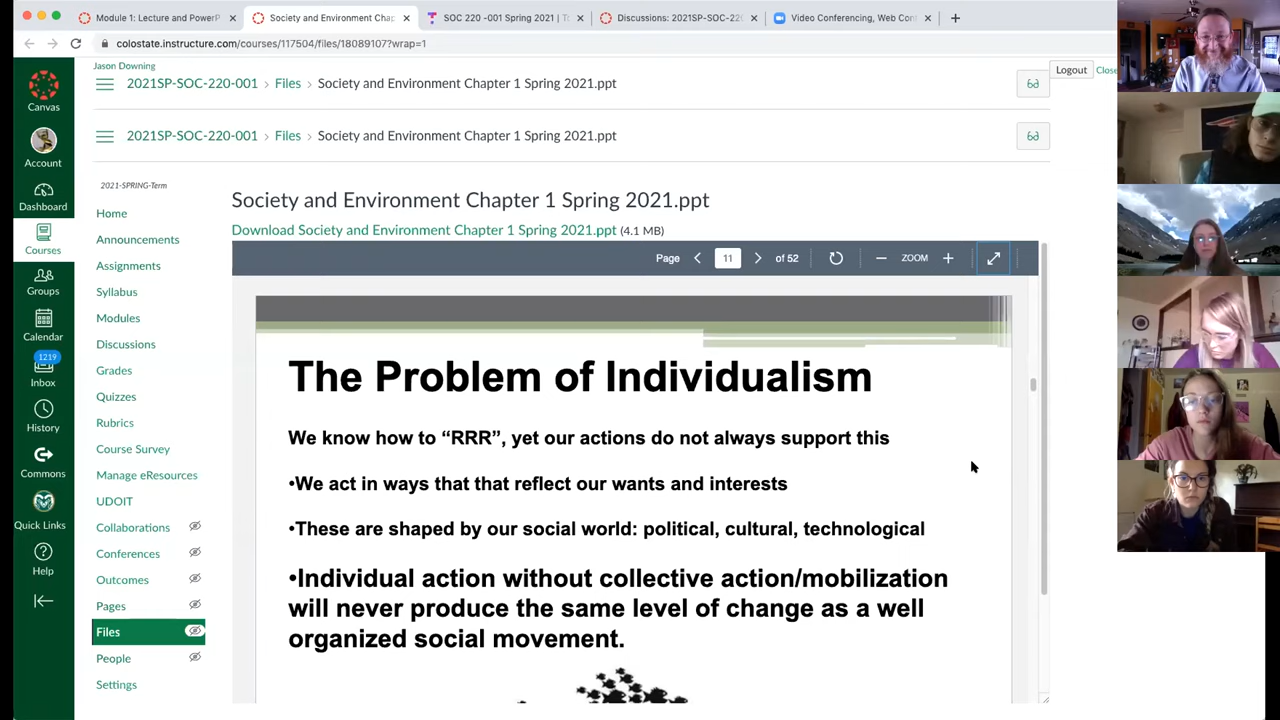 Module 1: Lecture and PowerP
Society and Environment Chap
SOC 220 -001 Spring 2021 | T
Discussions: 2021SP-SOC-22
Video Conferencing, Web Con
colostate.instructure.com/courses/117504/files/18089107?wrap=1
Jason Downing
Logout
Close
2021SP-SOC-220-001 > Files > Society and Environment Chapter 1 Spring 2021.ppt
2021SP-SOC-220-001 > Files > Society and Environment Chapter 1 Spring 2021.ppt
Canvas
Account
Dashboard
Courses
Groups
Calendar
1219
Inbox
History
Commons
Quick Links
Help
2021-SPRING-Term
Home
Announcements
Assignments
Syllabus
Modules
Discussions
Grades
Quizzes
Rubrics
Course Survey
Manage eResources
UDOIT
Collaborations
Conferences
Outcomes
Pages
Files
People
Settings
Society and Environment Chapter 1 Spring 2021.ppt
Download Society and Environment Chapter 1 Spring 2021.ppt (4.1 MB)
Page 11 of 52 ZOOM
The Problem of Individualism
We know how to “RRR”, yet our actions do not always support this
•We act in ways that that reflect our wants and interests
•These are shaped by our social world: political, cultural, technological
•Individual action without collective action/mobilization
will never produce the same level of change as a well
organized social movement.